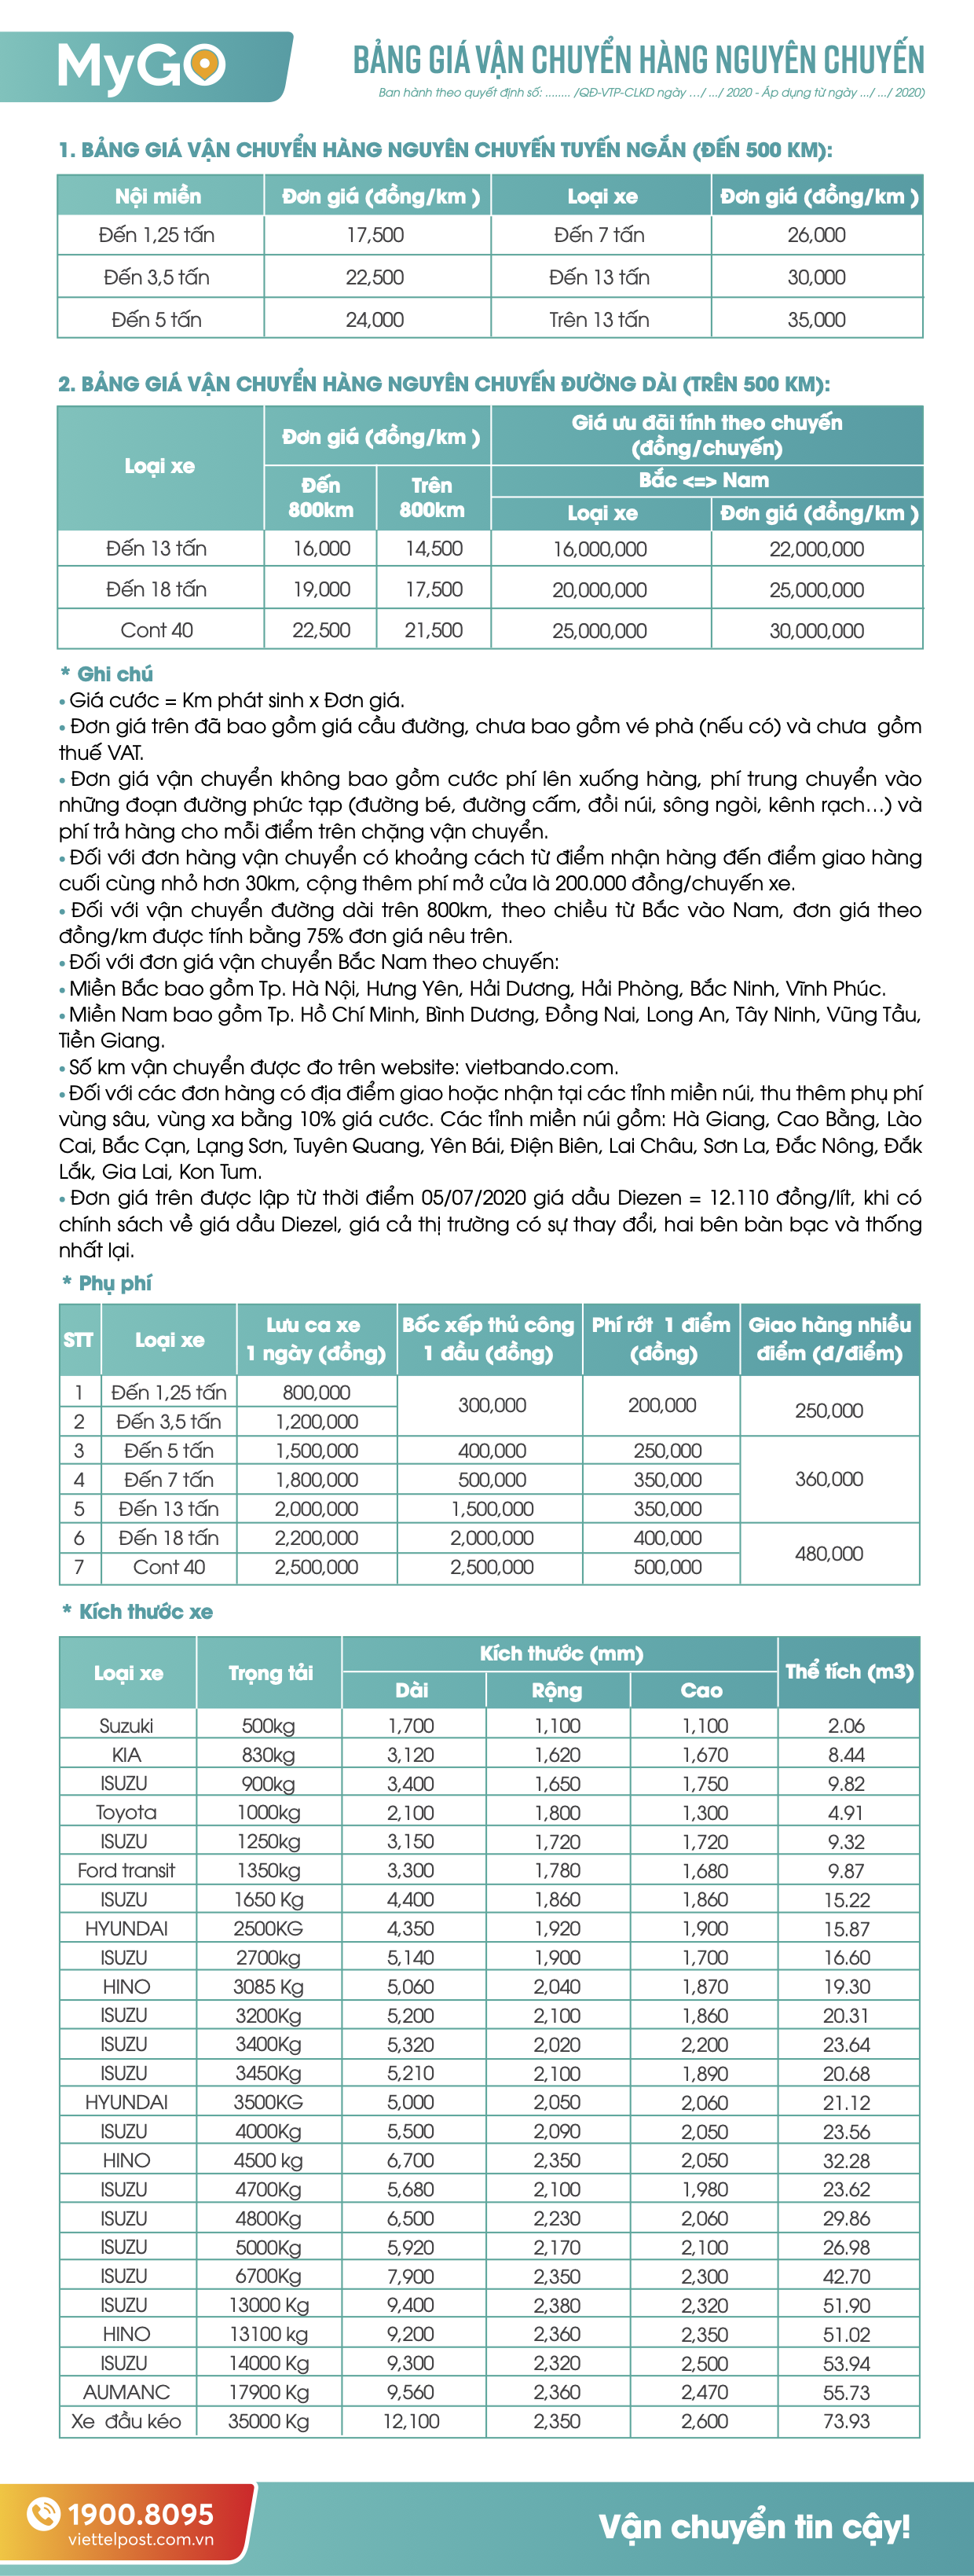 MyGO
BẢNG GIÁ VẬN CHUYỂN HÀNG NGUYÊN CHUYẾN
Ban hành theo quyết định số: ........ /QĐ-VTP-CLKD ngày .../ .../ 2020 - Áp dụng từ ngày .../ .../ 2020)
1. BẢNG GIÁ VẬN CHUYỂN HÀNG NGUYÊN CHUYẾN TUYẾN NGẮN (ĐẾN 500 KM):
Nội miền Đơn giá (đồng/km ) Loại xe Đơn giá (đồng/km )
Đến 1,25 tấn 17,500 Đến 7 tấn 26,000
Đến 3,5 tấn 22,500 Đến 13 tấn 30,000
Đến 5 tấn 24,000 Trên 13 tấn 35,000
2. BẢNG GIÁ VẬN CHUYỂN HÀNG NGUYÊN CHUYẾN ĐƯỜNG DÀI (TRÊN 500 KM):
Loại xe Đơn giá (đồng/km ) Giá ưu đãi tính theo chuyến
(đồng/chuyến)
Đến Trên Bắc <=> Nam
800km 800km Loại xe Đơn giá (đồng/km )
Đến 13 tấn 16,000 14,500 16,000,000 22,000,000
Đến 18 tấn 19,000 17,500 20,000,000 25,000,000
Cont 40 22,500 21,500 25,000,000 30,000,000
* Ghi chú
• Giá cước = Km phát sinh x Đơn giá.
• Đơn giá trên đã bao gồm giá cầu đường, chưa bao gồm vé phà (nếu có) và chưa gồm
thuế VAT.
• Đơn giá vận chuyển không bao gồm cước phí lên xuống hàng, phí trung chuyển vào
những đoạn đường phức tạp (đường bé, đường cấm, đồi núi, sông ngòi, kênh rạch...) và
phí trả hàng cho mỗi điểm trên chặng vận chuyển.
• Đối với đơn hàng vận chuyển có khoảng cách từ điểm nhận hàng đến điểm giao hàng
cuối cùng nhỏ hơn 30km, cộng thêm phí mở cửa là 200.000 đồng/chuyến xe.
• Đối với vận chuyển đường dài trên 800km, theo chiều từ Bắc vào Nam, đơn giá theo
đồng/km được tính bằng 75% đơn giá nêu trên.
• Đối với đơn giá vận chuyển Bắc Nam theo chuyến:
• Miền Bắc bao gồm Tp. Hà Nội, Hưng Yên, Hải Dương, Hải Phòng, Bắc Ninh, Vĩnh Phúc.
• Miền Nam bao gồm Tp. Hồ Chí Minh, Bình Dương, Đồng Nai, Long An, Tây Ninh, Vũng Tầu,
Tiền Giang.
• Số km vận chuyển được đo trên website: vietbando.com.
• Đối với các đơn hàng có địa điểm giao hoặc nhận tại các tỉnh miền núi, thu thêm phụ phí
vùng sâu, vùng xa bằng 10% giá cước. Các tỉnh miền núi gồm: Hà Giang, Cao Bằng, Lào
Cai, Bắc Cạn, Lạng Sơn, Tuyên Quang, Yên Bái, Điện Biên, Lai Châu, Sơn La, Đắc Nông, Đắk
Lắk, Gia Lai, Kon Tum.
• Đơn giá trên được lập từ thời điểm 05/07/2020 giá dầu Diezen = 12.110 đồng/lít, khi có
chính sách về giá dầu Diezel, giá cả thị trường có sự thay đổi, hai bên bàn bạc và thống
nhất lại.
* Phụ phí
STT Loại xe Lưu ca xe Bốc xếp thủ công Phí rớt 1 điểm Giao hàng nhiều
1 ngày (đồng) 1 đầu (đồng) (đồng) điểm (đ/điểm)
1 Đến 1,25 tấn 800,000 300,000 200,000 250,000
2 Đến 3,5 tấn 1,200,000
3 Đến 5 tấn 1,500,000 400,000 250,000
4 Đến 7 tấn 1,800,000 500,000 350,000 360,000
5 Đến 13 tấn 2,000,000 1,500,000 350,000
6 Đến 18 tấn 2,200,000 2,000,000 400,000 480,000
7 Cont 40 2,500,000 2,500,000 500,000
* Kích thước xe
Loại xe Trọng tải Kích thước (mm) Thể tích (m3)
Dài Rộng Cao
Suzuki 500kg 1,700 1,100 1,100 2.06
KIA 830kg 3,120 1,620 1,670 8.44
ISUZU 900kg 3,400 1,650 1,750 9.82
Toyota 1000kg 2,100 1,800 1,300 4.91
ISUZU 1250kg 3,150 1,720 1,720 9.32
Ford transit 1350kg 3,300 1,780 1,680 9.87
ISUZU 1650 Kg 4,400 1,860 1,860 15.22
HYUNDAI 2500KG 4,350 1,920 1,900 15.87
ISUZU 2700kg 5,140 1,900 1,700 16.60
HINO 3085 Kg 5,060 2,040 1,870 19.30
ISUZU 3200Kg 5,200 2,100 1,860 20.31
ISUZU 3400Kg 5,320 2,020 2,200 23.64
ISUZU 3450Kg 5,210 2,100 1,890 20.68
HYUNDAI 3500KG 5,000 2,050 2,060 21.12
ISUZU 4000Kg 5,500 2,090 2,050 23.56
HINO 4500 kg 6,700 2,350 2,050 32.28
ISUZU 4700Kg 5,680 2,100 1,980 23.62
ISUZU 4800Kg 6,500 2,230 2,060 29.86
ISUZU 5000Kg 5,920 2,170 2,100 26.98
ISUZU 6700Kg 7,900 2,350 2,300 42.70
ISUZU 13000 Kg 9,400 2,380 2,320 51.90
HINO 13100 kg 9,200 2,360 2,350 51.02
ISUZU 14000 Kg 9,300 2,320 2,500 53.94
AUMANC 17900 Kg 9,560 2,360 2,470 55.73
Xe đầu kéo 35000 Kg 12,100 2,350 2,600 73.93
1900.8095
viettelpost.com.vn
Vận chuyển tin cậy!